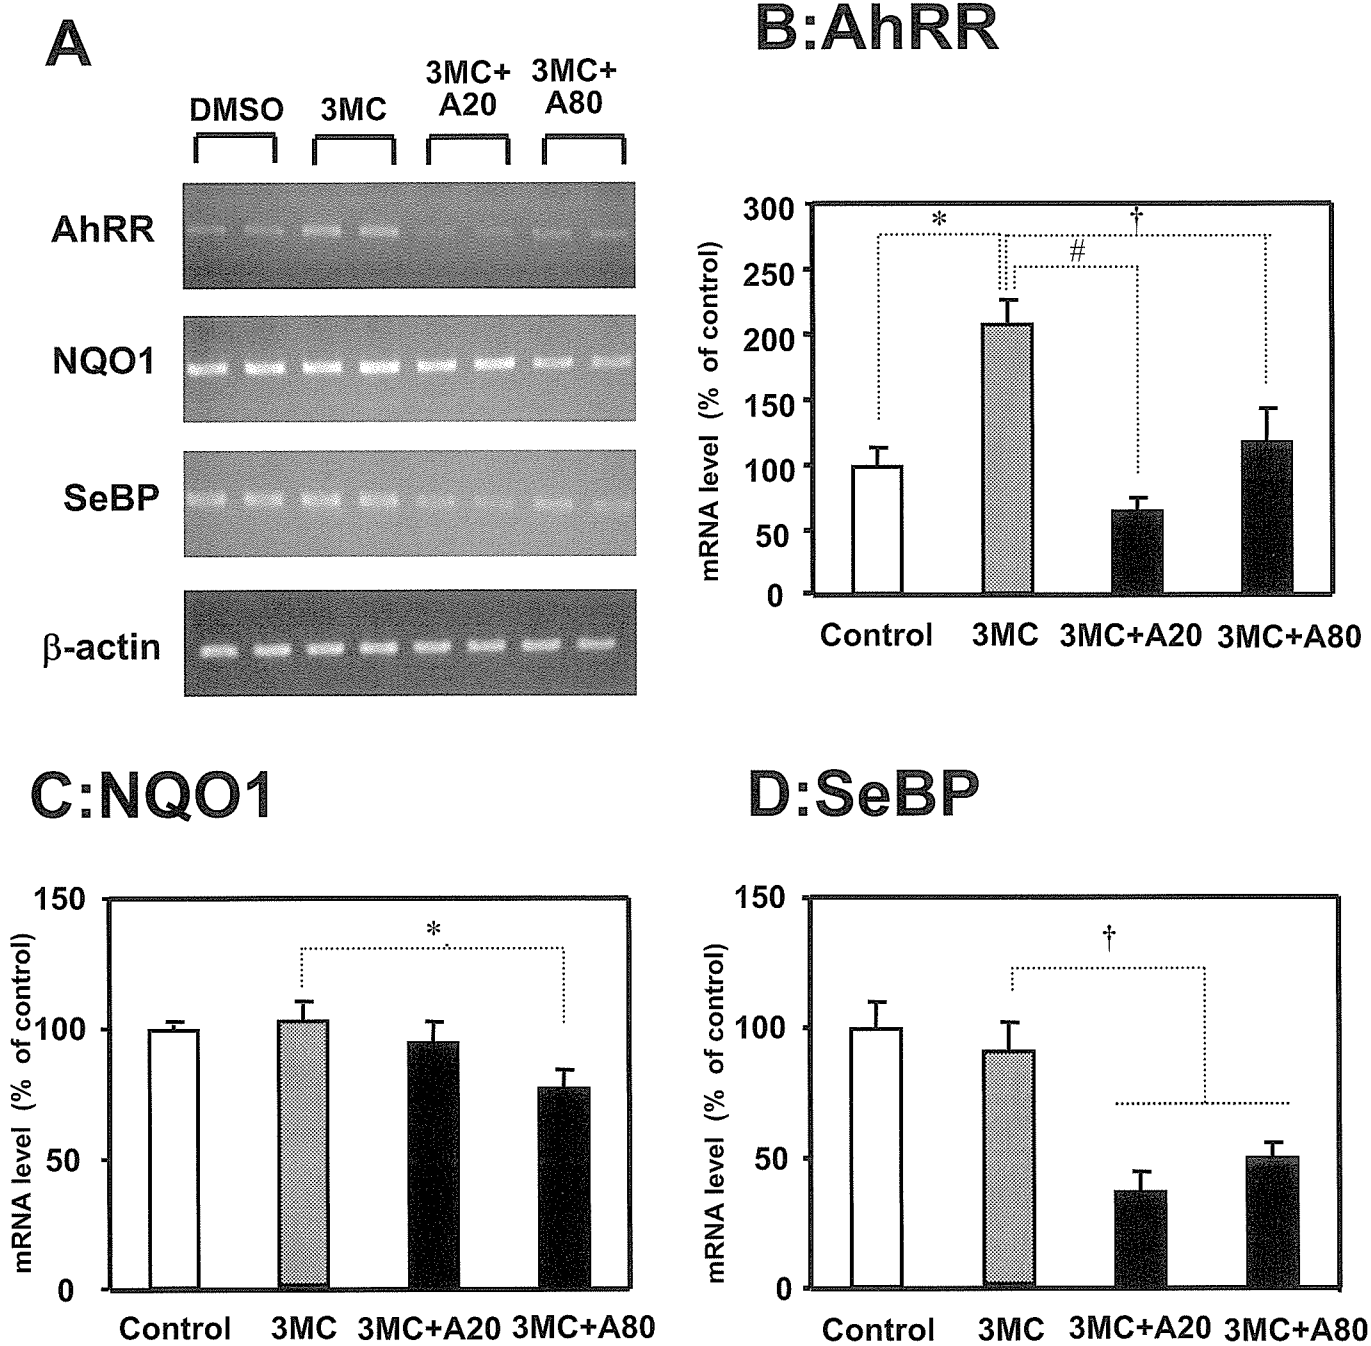 A
DMSO 3MC 3MC+ A20 3MC+ A80
AhRR
NQO1
SeBP
β-actin
B:AhRR
mRNA level (% of control)
300
250
200
150
100
50
0
* † #
Control 3MC 3MC+A20 3MC+A80
C:NQO1
mRNA level (% of control)
150
100
50
0
*
Control 3MC 3MC+A20 3MC+A80
D:SeBP
mRNA level (% of control)
150
100
50
0
†
Control 3MC 3MC+A20 3MC+A80